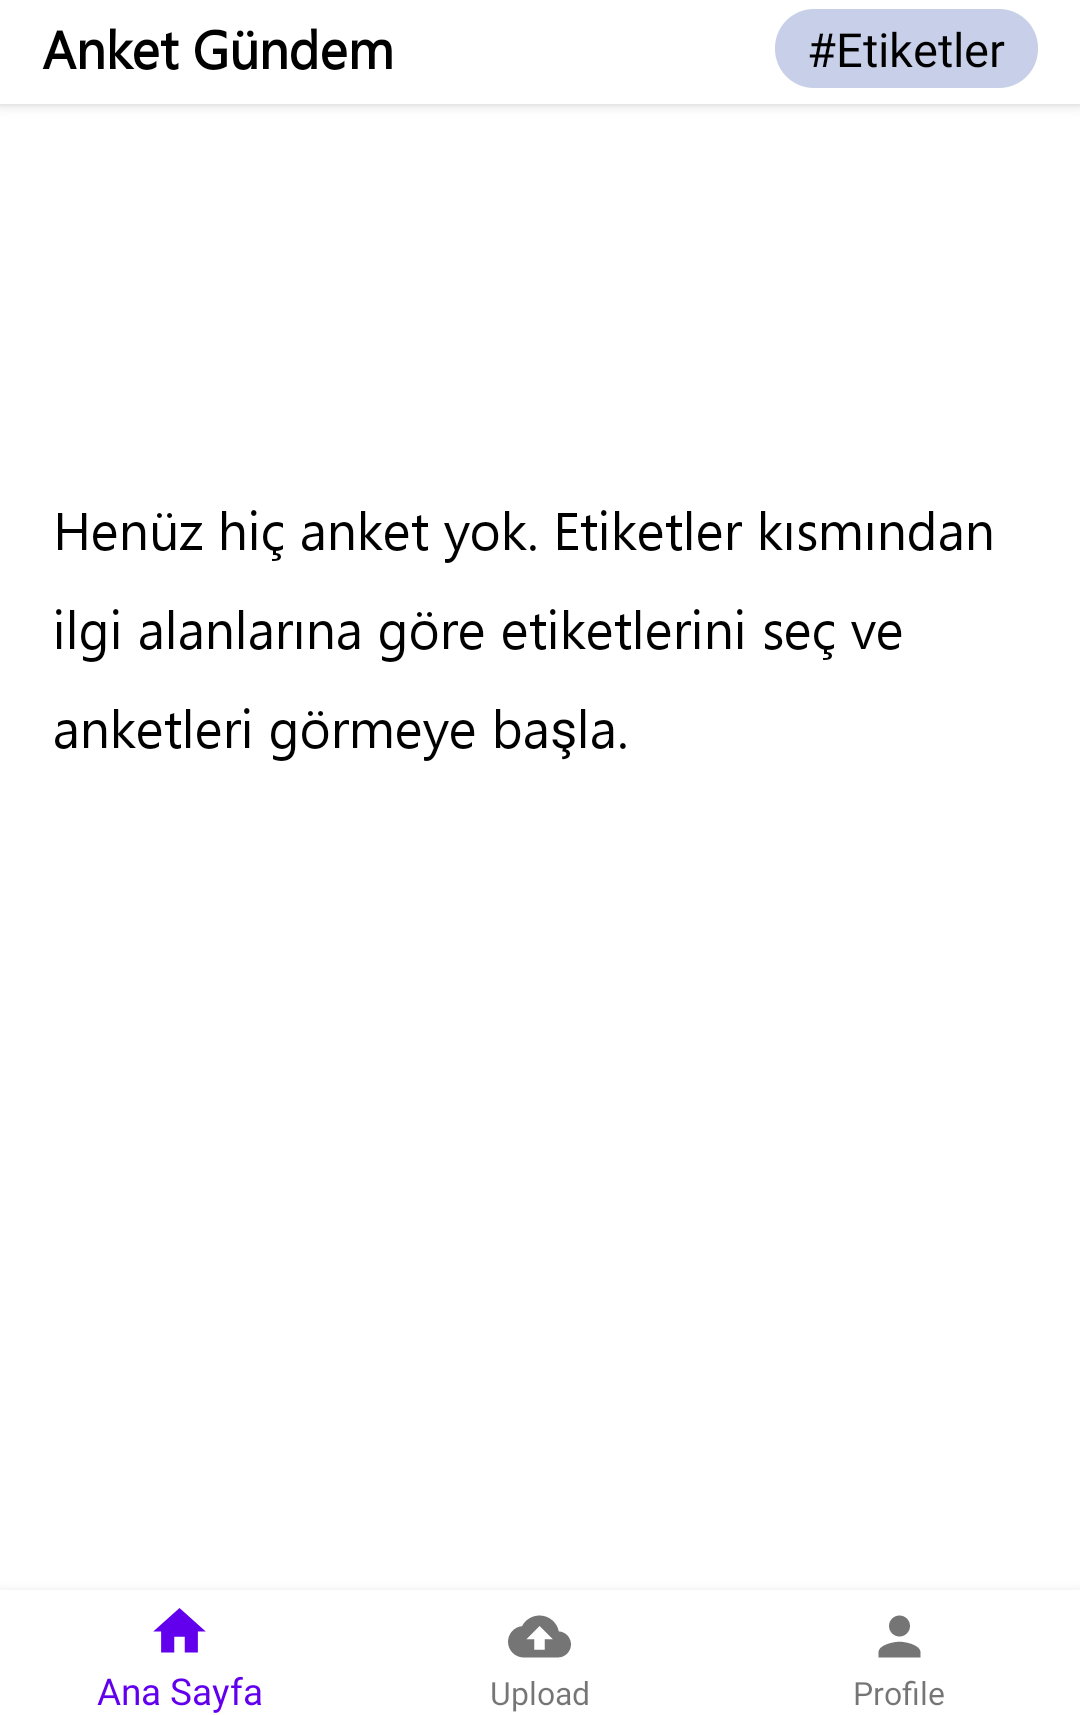 Anket Gündem
#Etiketler
Henüz hiç anket yok. Etiketler kısmından
ilgi alanlarına göre etiketlerini seç ve
anketleri görmeye başla.
Ana Sayfa
Upload
Profile